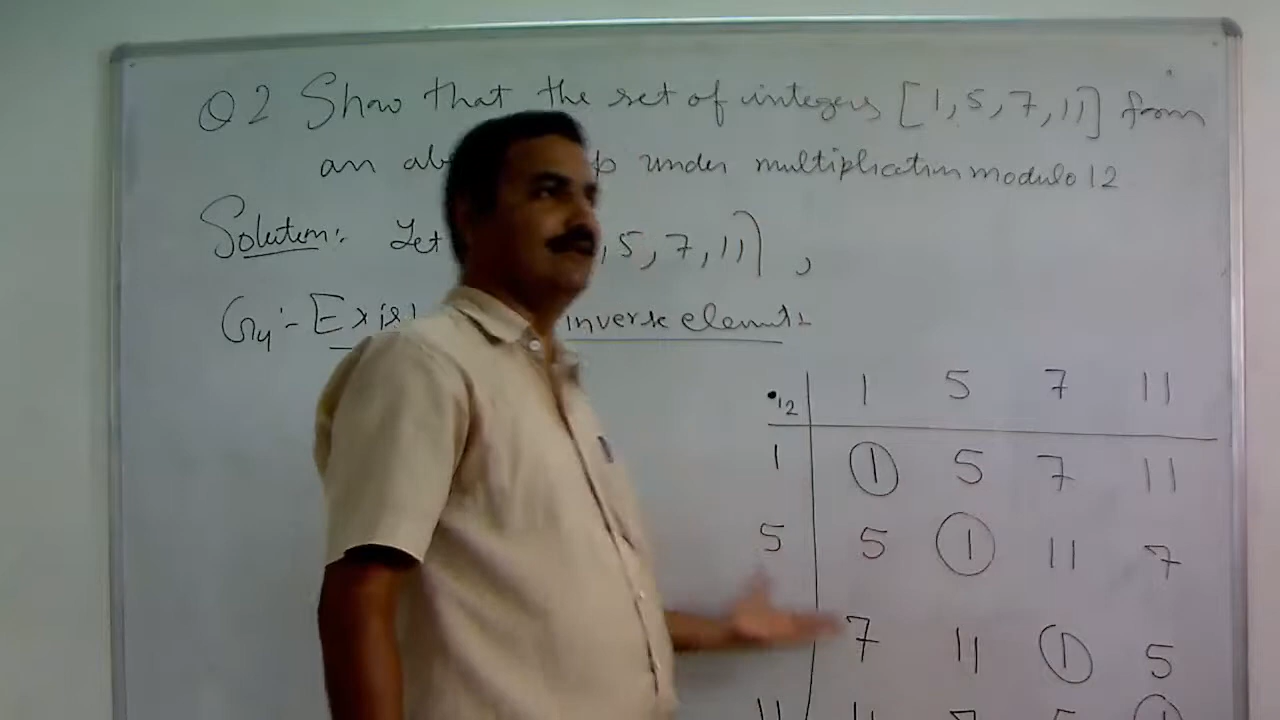 Q2 Show that the set of integers [1, 5, 7, 11] from
an under multiplication modulo 12
Solution:. Let , 5, 7, 11) ,
G4:- Exis inverse elements
•12 1 5 7 11
1 1 5 7 11
5 5 1 11 7
7 11 1 5
11